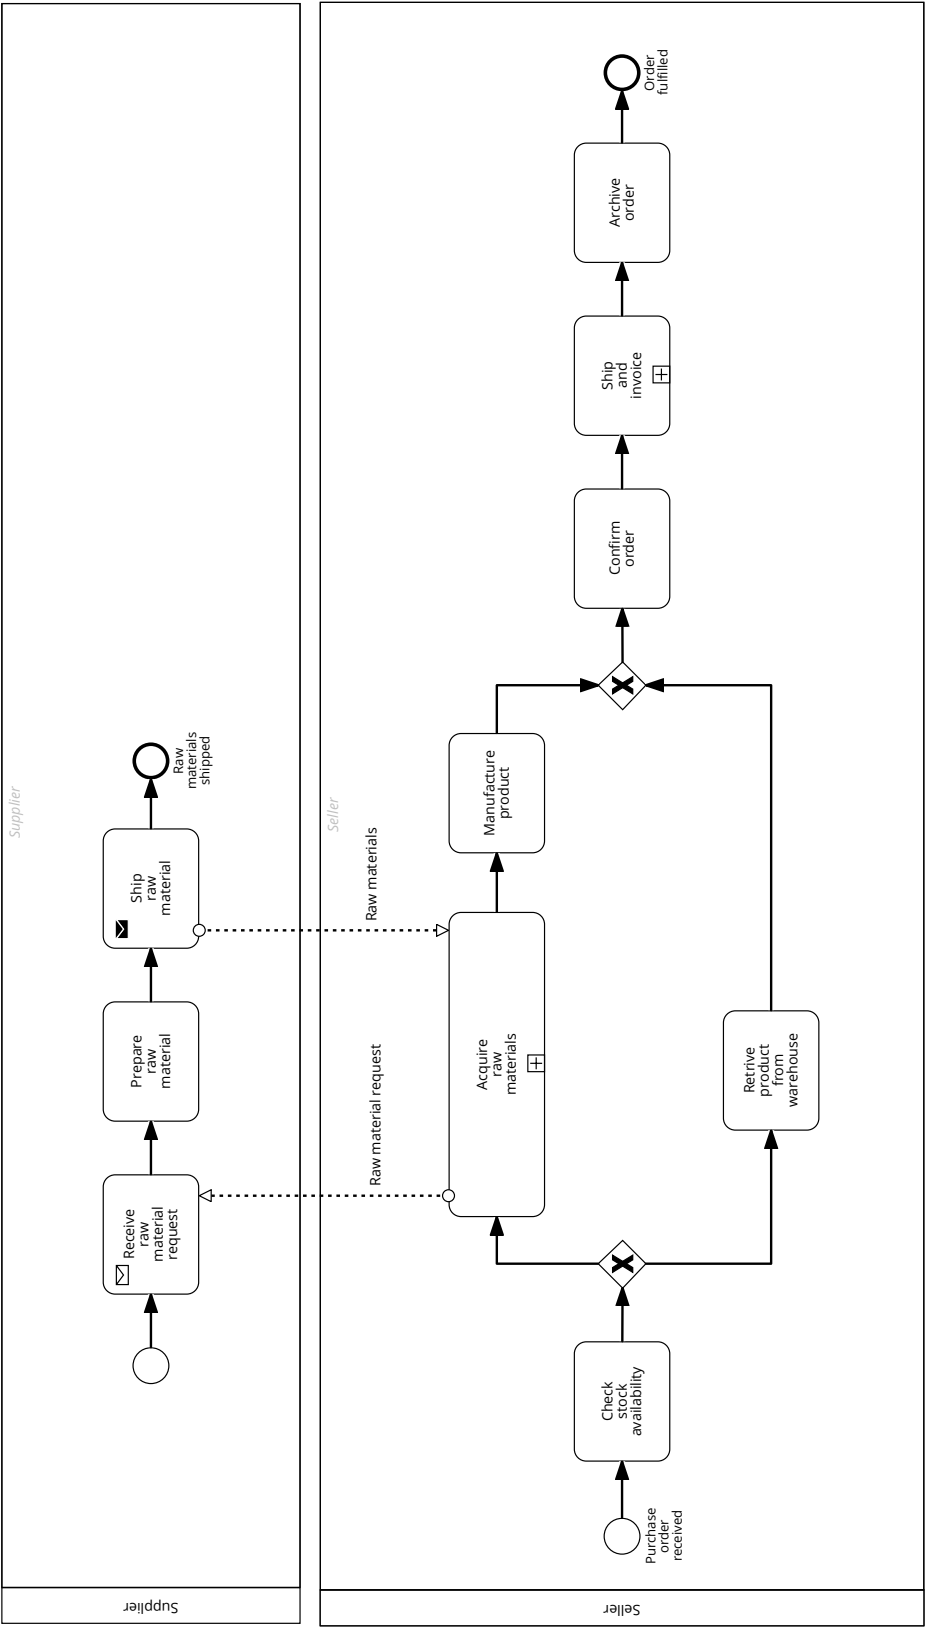 Supplier
Supplier
Receive
raw
material
request
Prepare
raw
material
Ship
raw
material
Raw
materials
shipped
Raw material request
Raw materials
Seller
Seller
Purchase
order
received
Check
stock
availability
Acquire
raw
materials
Manufacture
product
Retrive
product
from
warehouse
Confirm
order
Ship
and
invoice
Archive
order
Order
fulfilled